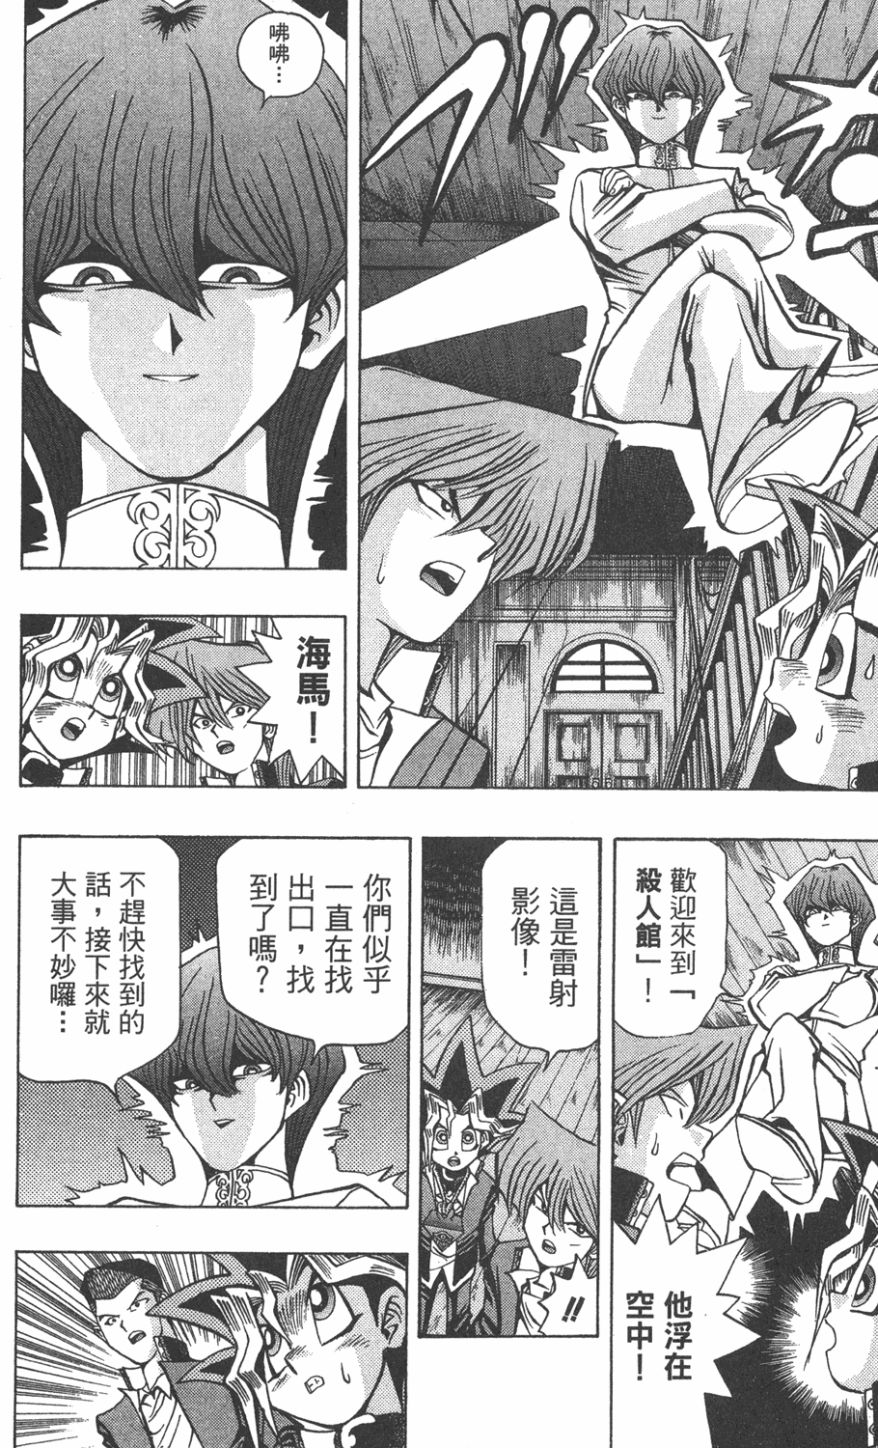 咈咈…
海馬！
歡迎來到「
殺人館」！
他浮在
空中！
這是雷射
影像！
!!
你們似乎
一直在找
出口，找
到了嗎？
不趕快找到的
話，接下來就
大事不妙囉…